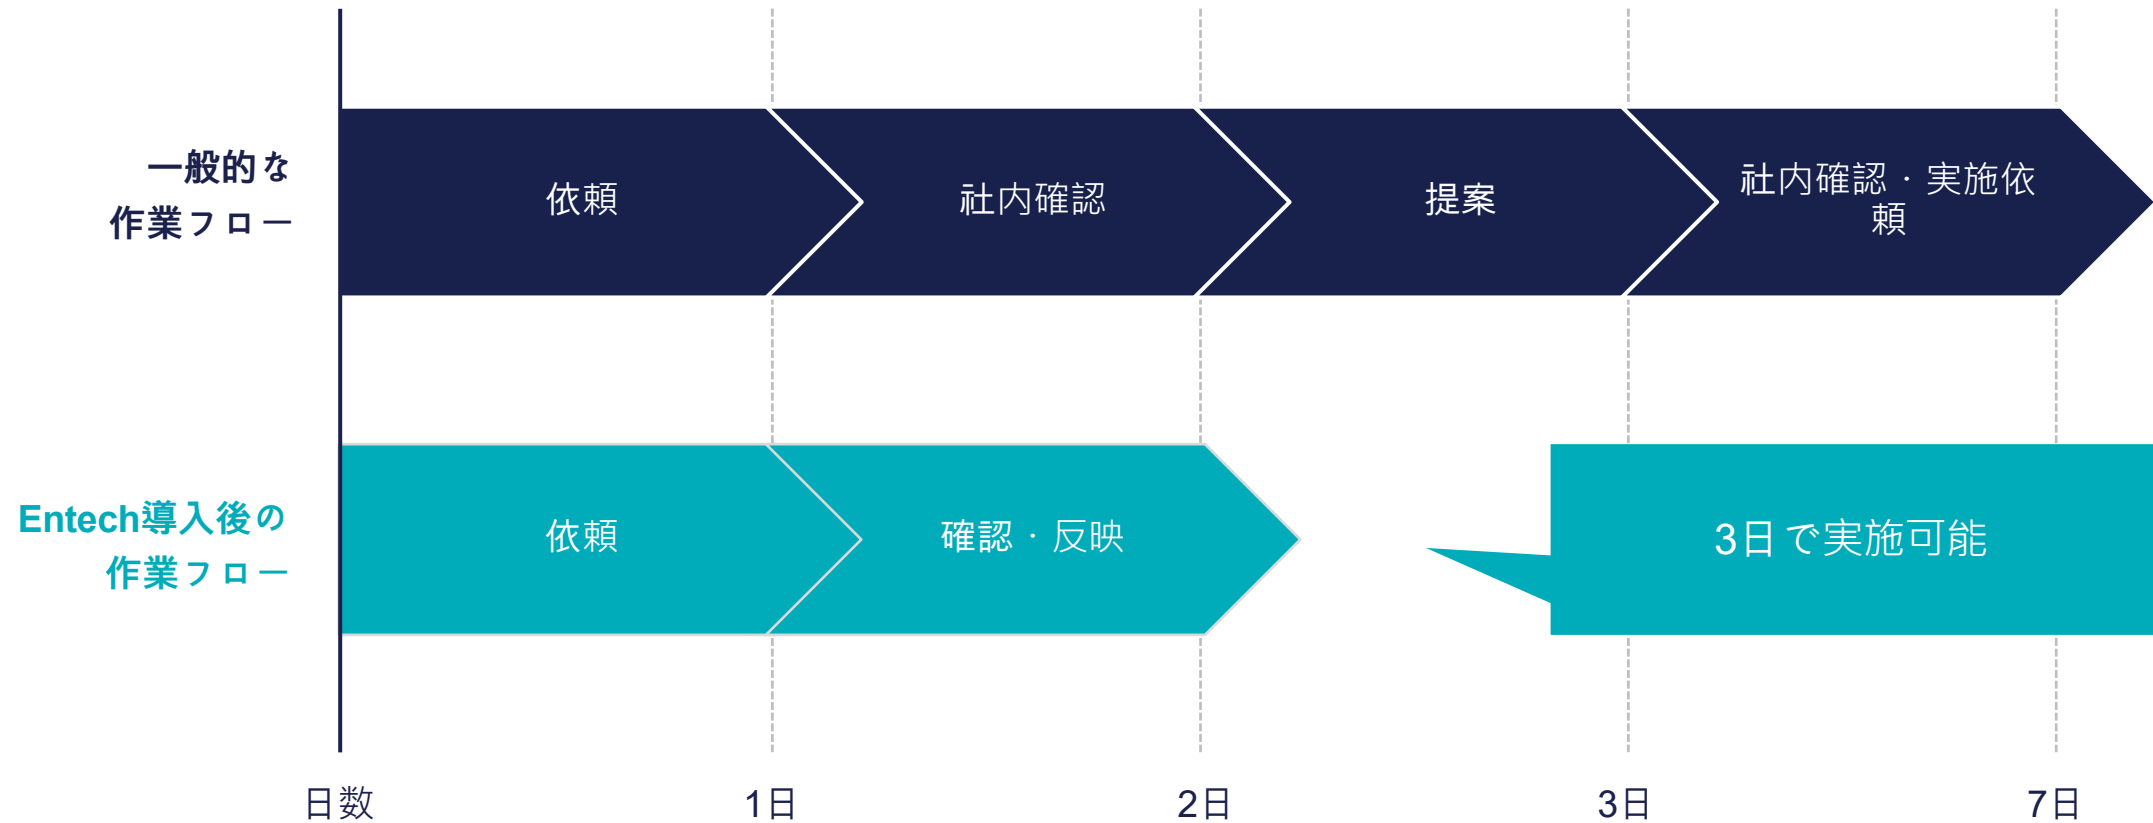 一般的な
作業フロー
依頼
社内確認
提案
社内確認・実施依
頼
Entech導入後の
作業フロー
依頼
確認・反映
3日で実施可能
日数
1日
2日
3日
7日